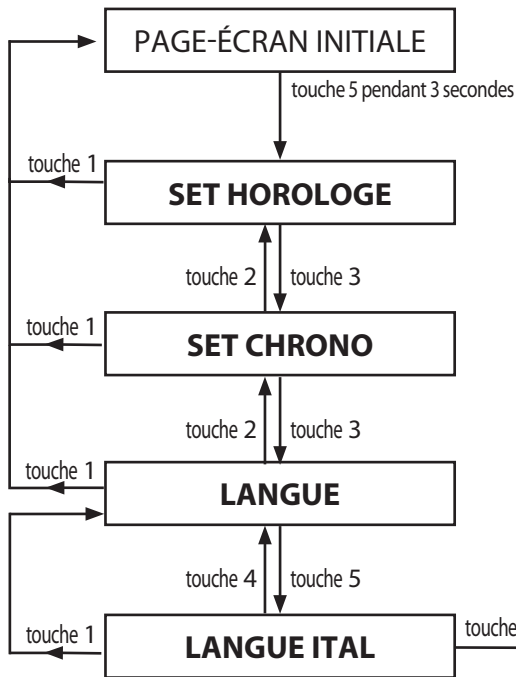 PAGE-ÉCRAN INITIALE
touche 5 pendant 3 secondes
touche 1
SET HOROLOGE
touche 2
touche 3
touche 1
SET CHRONO
touche 2
touche 3
touche 1
LANGUE
touche 4
touche 5
touche 1
LANGUE ITAL
touche